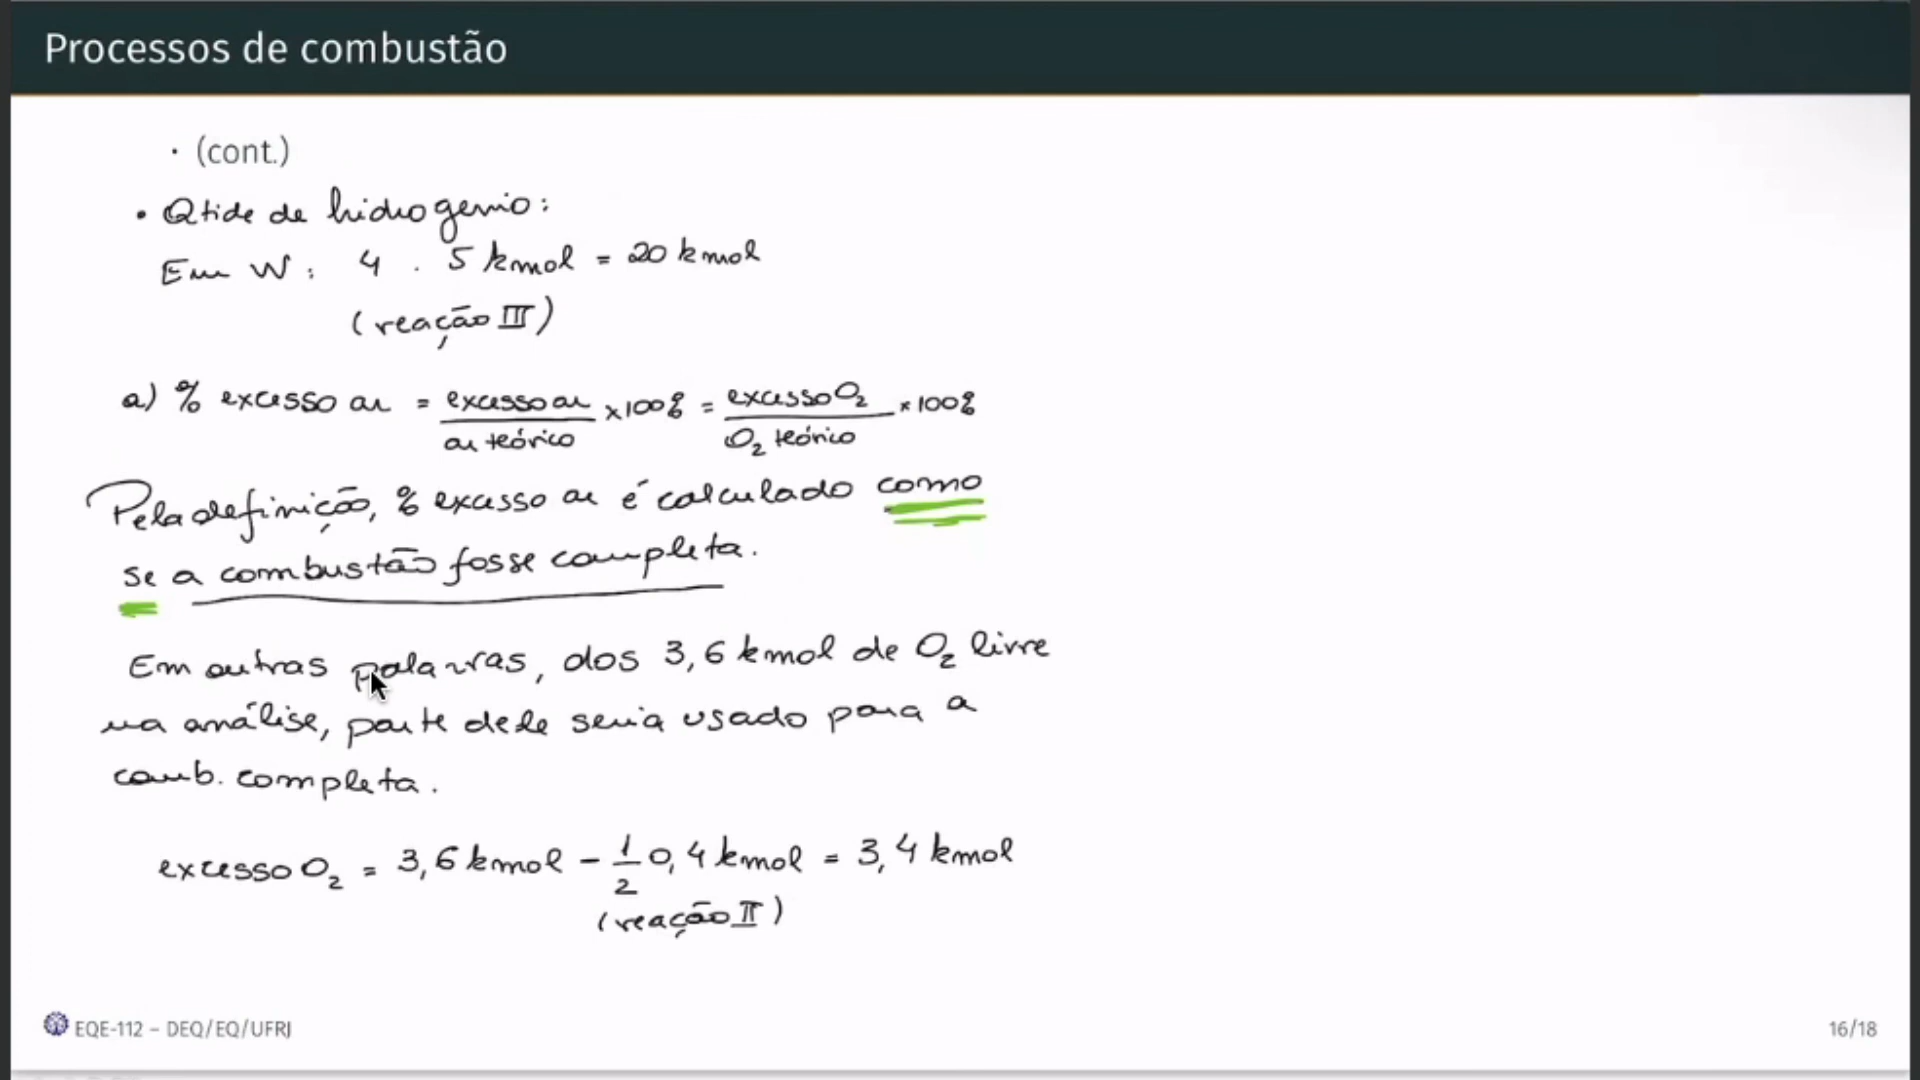 Processos de combustão
· (cont.)
• Qtide de hidrogenio:
Em W: 4 . 5 kmol = 20 kmol
(reação III)
a) % excesso ar = excesso ar / ar teórico × 100% = excesso O₂ / O₂ teórico × 100%
Pela definição, % excesso ar é calculado como
se a combustão fosse completa.
Em outras palavras, dos 3,6 kmol de O₂ livre
na análise, parte dele seria usado para a
comb. completa.
excesso O₂ = 3,6 kmol - 1/2 0,4 kmol = 3,4 kmol
(reação II)
EQE-112 – DEQ/EQ/UFRJ
16/18